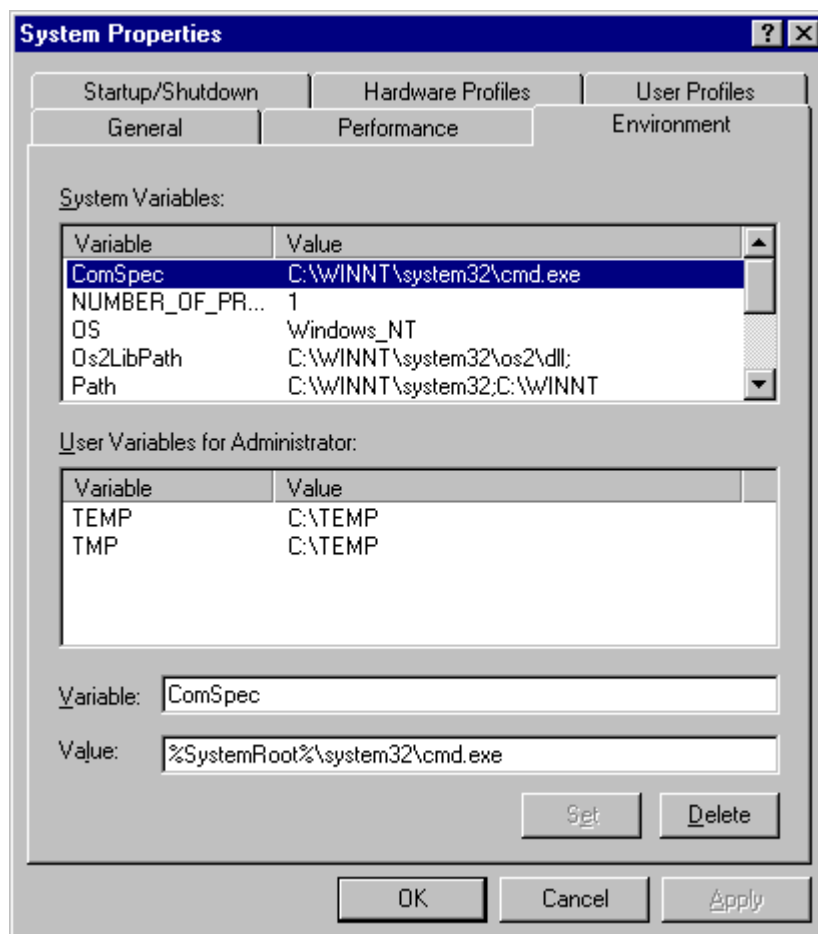 System Properties
Startup/Shutdown Hardware Profiles User Profiles
General Performance Environment
System Variables:
Variable Value
ComSpec C:\WINNT\system32\cmd.exe
NUMBER_OF_PR... 1
OS Windows_NT
Os2LibPath C:\WINNT\system32\os2\dll;
Path C:\WINNT\system32;C:\WINNT
User Variables for Administrator:
Variable Value
TEMP C:\TEMP
TMP C:\TEMP
Variable: ComSpec
Value: %SystemRoot%\system32\cmd.exe
Set Delete
OK Cancel Apply